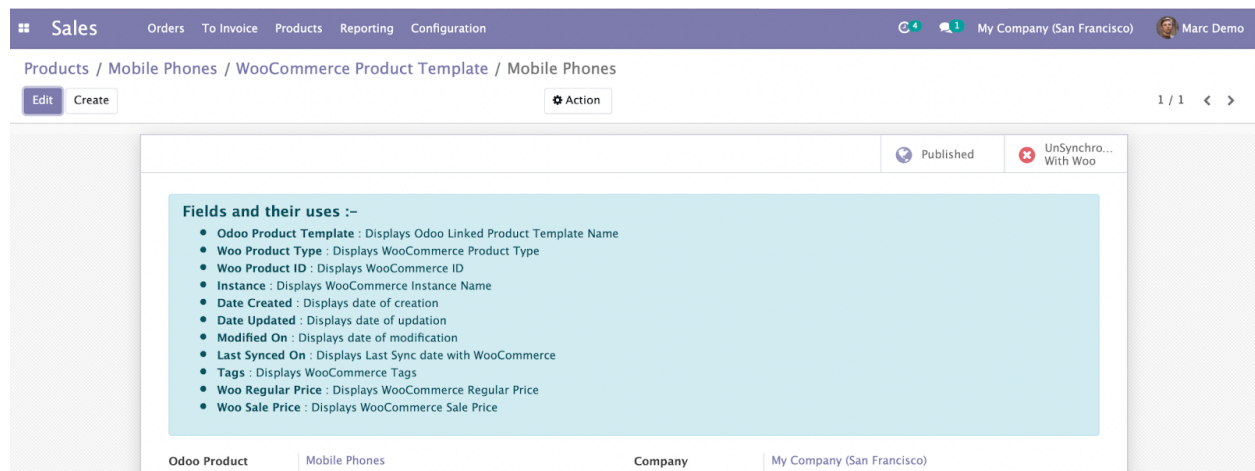 Sales Orders To Invoice Products Reporting Configuration 4 1 My Company (San Francisco) Marc Demo
Products / Mobile Phones / WooCommerce Product Template / Mobile Phones
Edit Create Action 1 / 1
Published
UnSynchro...
With Woo
Fields and their uses :-
Odoo Product Template : Displays Odoo Linked Product Template Name
Woo Product Type : Displays WooCommerce Product Type
Woo Product ID : Displays WooCommerce ID
Instance : Displays WooCommerce Instance Name
Date Created : Displays date of creation
Date Updated : Displays date of updation
Modified On : Displays date of modification
Last Synced On : Displays Last Sync date with WooCommerce
Tags : Displays WooCommerce Tags
Woo Regular Price : Displays WooCommerce Regular Price
Woo Sale Price : Displays WooCommerce Sale Price
Odoo Product Mobile Phones Company My Company (San Francisco)